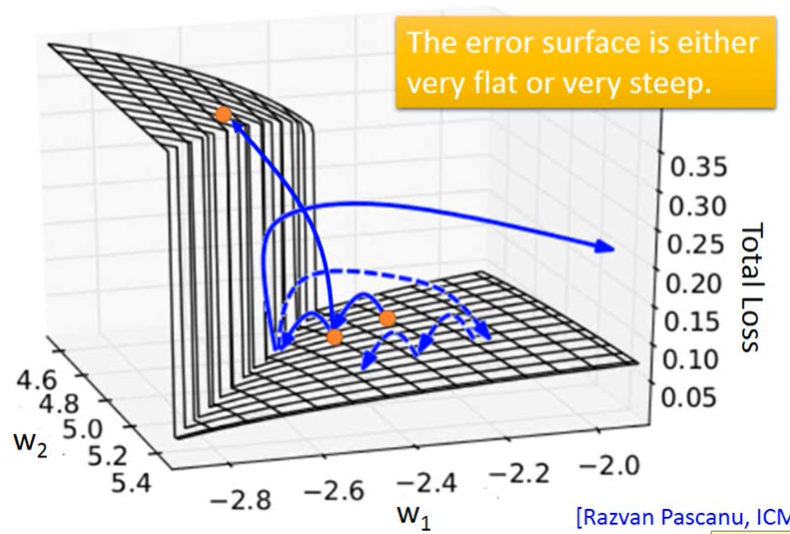 The error surface is either
very flat or very steep.
0.35
0.30
0.25
0.20
0.15
0.10
0.05
Total Loss
4.6
4.8
5.0
5.2
5.4
w2
−2.8
−2.6
−2.4
−2.2
−2.0
w1
[Razvan Pascanu, ICM